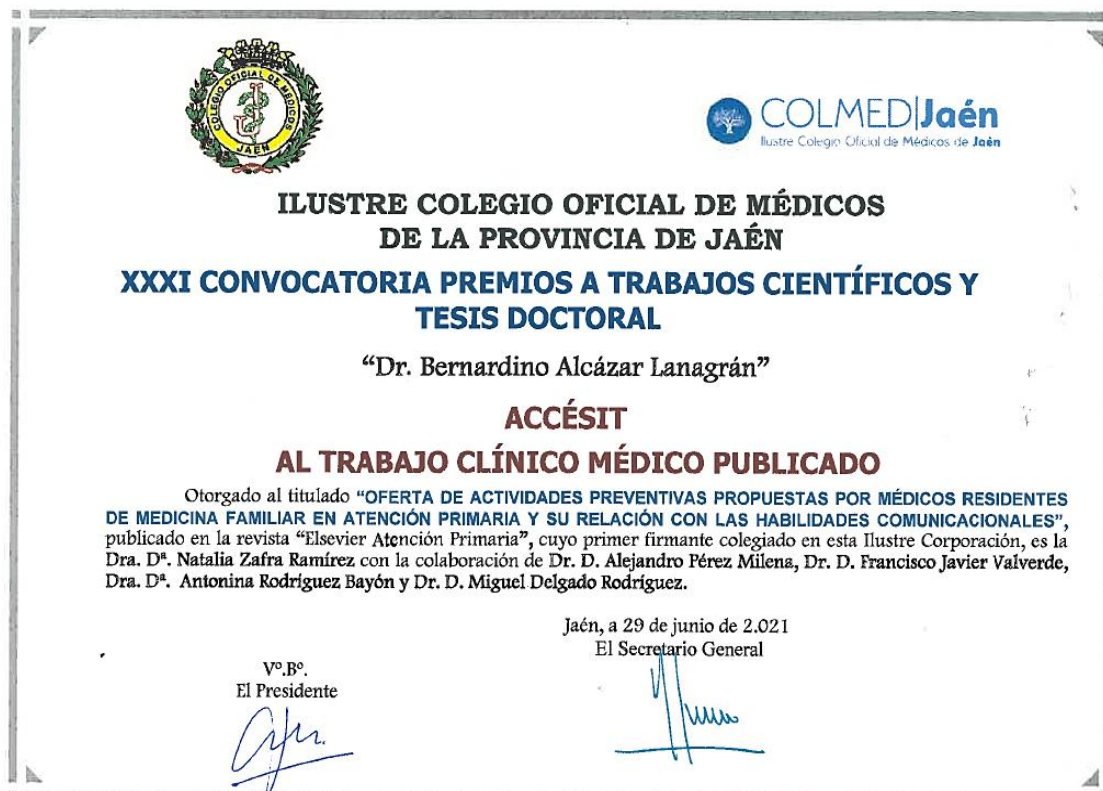 COLEGIO OFICIAL DE MEDICOS
JAEN
COLMED|Jaén
Ilustre Colegio Oficial de Médicos de Jaén
ILUSTRE COLEGIO OFICIAL DE MÉDICOS
DE LA PROVINCIA DE JAÉN
XXXI CONVOCATORIA PREMIOS A TRABAJOS CIENTÍFICOS Y
TESIS DOCTORAL
“Dr. Bernardino Alcázar Lanagrán”
ACCÉSIT
AL TRABAJO CLÍNICO MÉDICO PUBLICADO
Otorgado al titulado “OFERTA DE ACTIVIDADES PREVENTIVAS PROPUESTAS POR MÉDICOS RESIDENTES
DE MEDICINA FAMILIAR EN ATENCIÓN PRIMARIA Y SU RELACIÓN CON LAS HABILIDADES COMUNICACIONALES”,
publicado en la revista “Elsevier Atención Primaria”, cuyo primer firmante colegiado en esta Ilustre Corporación, es la
Dra. Dª. Natalia Zafra Ramírez con la colaboración de Dr. D. Alejandro Pérez Milena, Dr. D. Francisco Javier Valverde,
Dra. Dª. Antonina Rodríguez Bayón y Dr. D. Miguel Delgado Rodríguez.
Jaén, a 29 de junio de 2.021
El Secretario General
Vº.Bº.
El Presidente